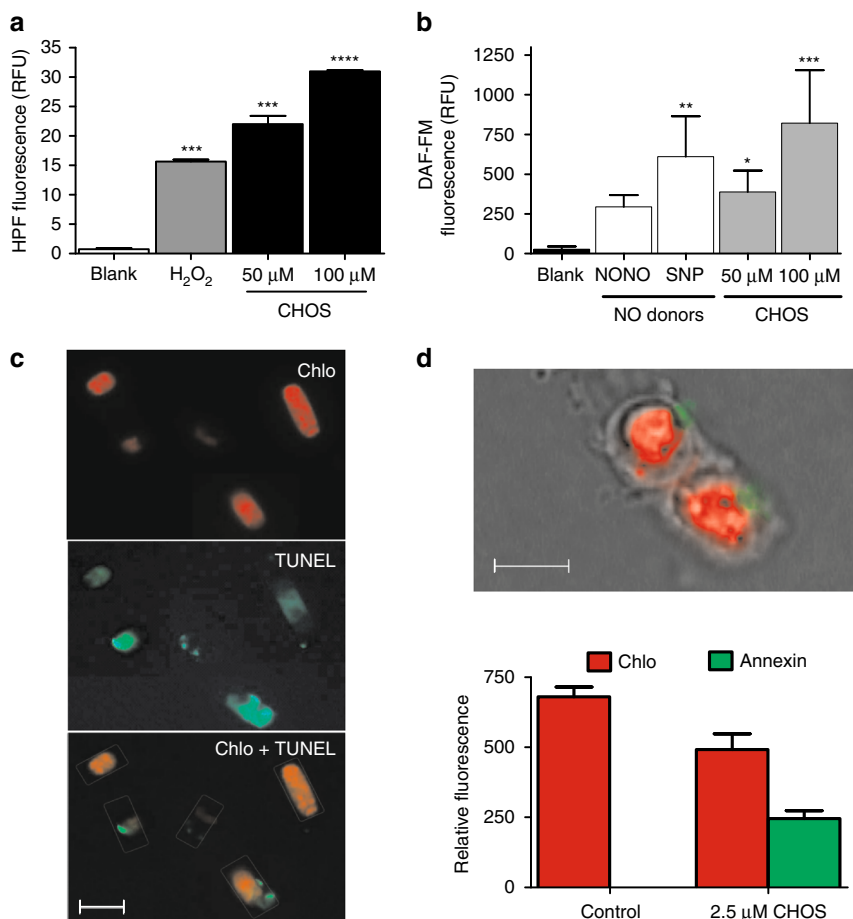 a
HPF fluorescence (RFU)
40
35
30
25
20
15
10
5
0
***
***
****
Blank
H₂O₂
50 µM
100 µM
CHOS
b
DAF-FM
fluorescence (RFU)
1250
1000
750
500
250
0
**
*
***
Blank
NONO
SNP
50 µM
100 µM
NO donors
CHOS
c
Chlo
TUNEL
Chlo + TUNEL
d
Chlo
Annexin
Relative fluorescence
750
500
250
0
Control
2.5 µM CHOS